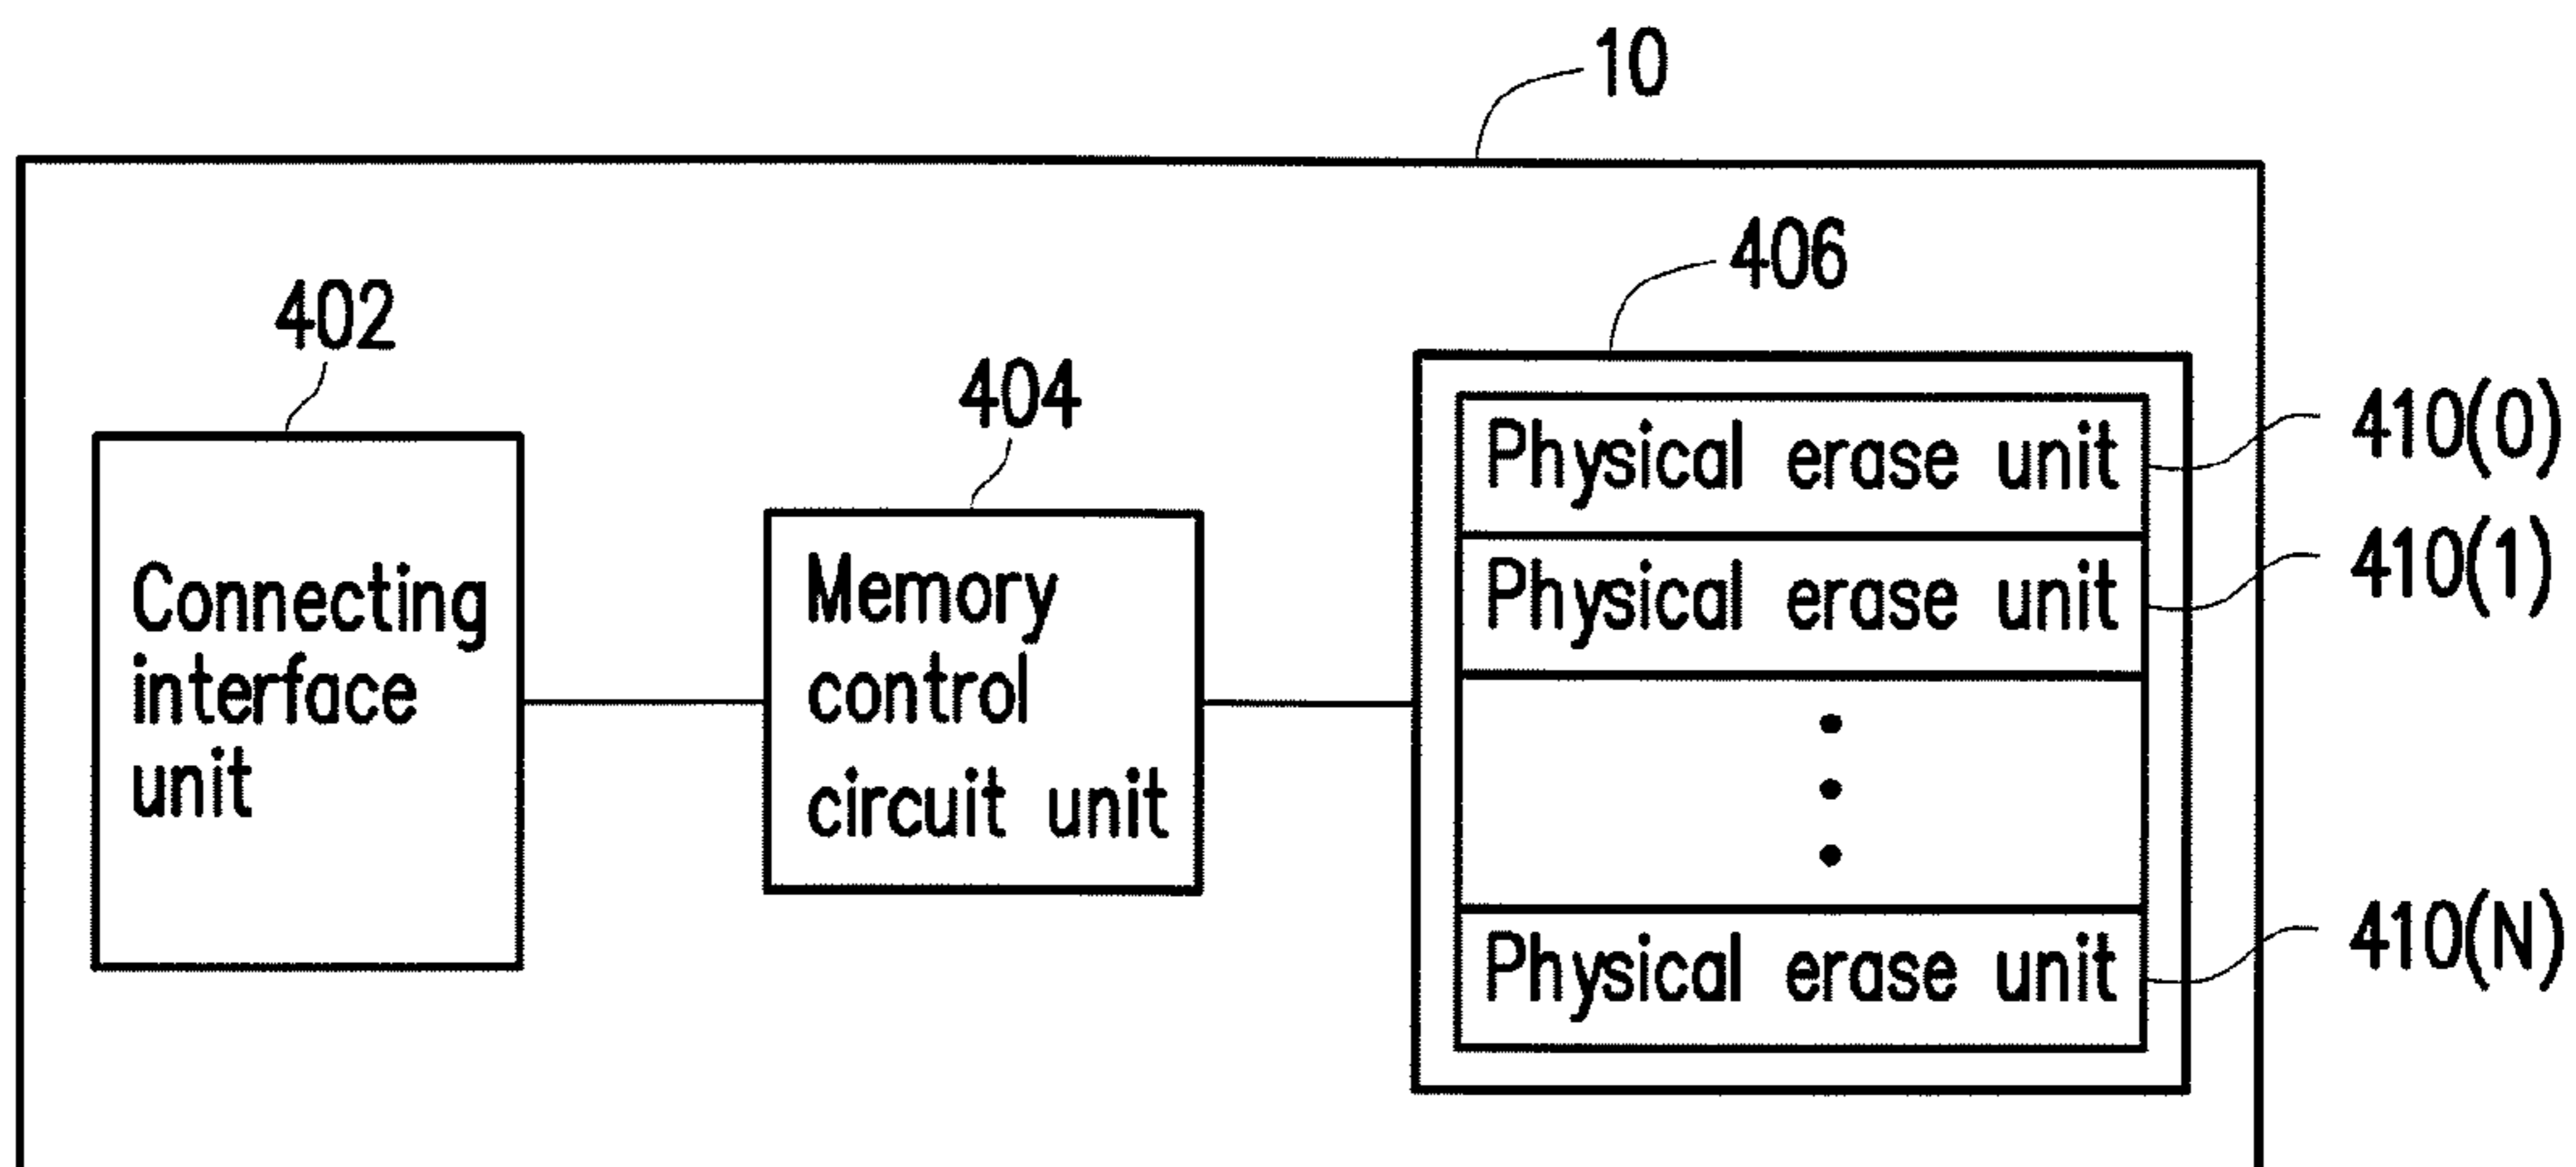 10
406
402
404
410(0)
Physical erase unit
410(1)
Physical erase unit
Connecting
interface
unit
Memory
control
circuit unit
410(N)
Physical erase unit